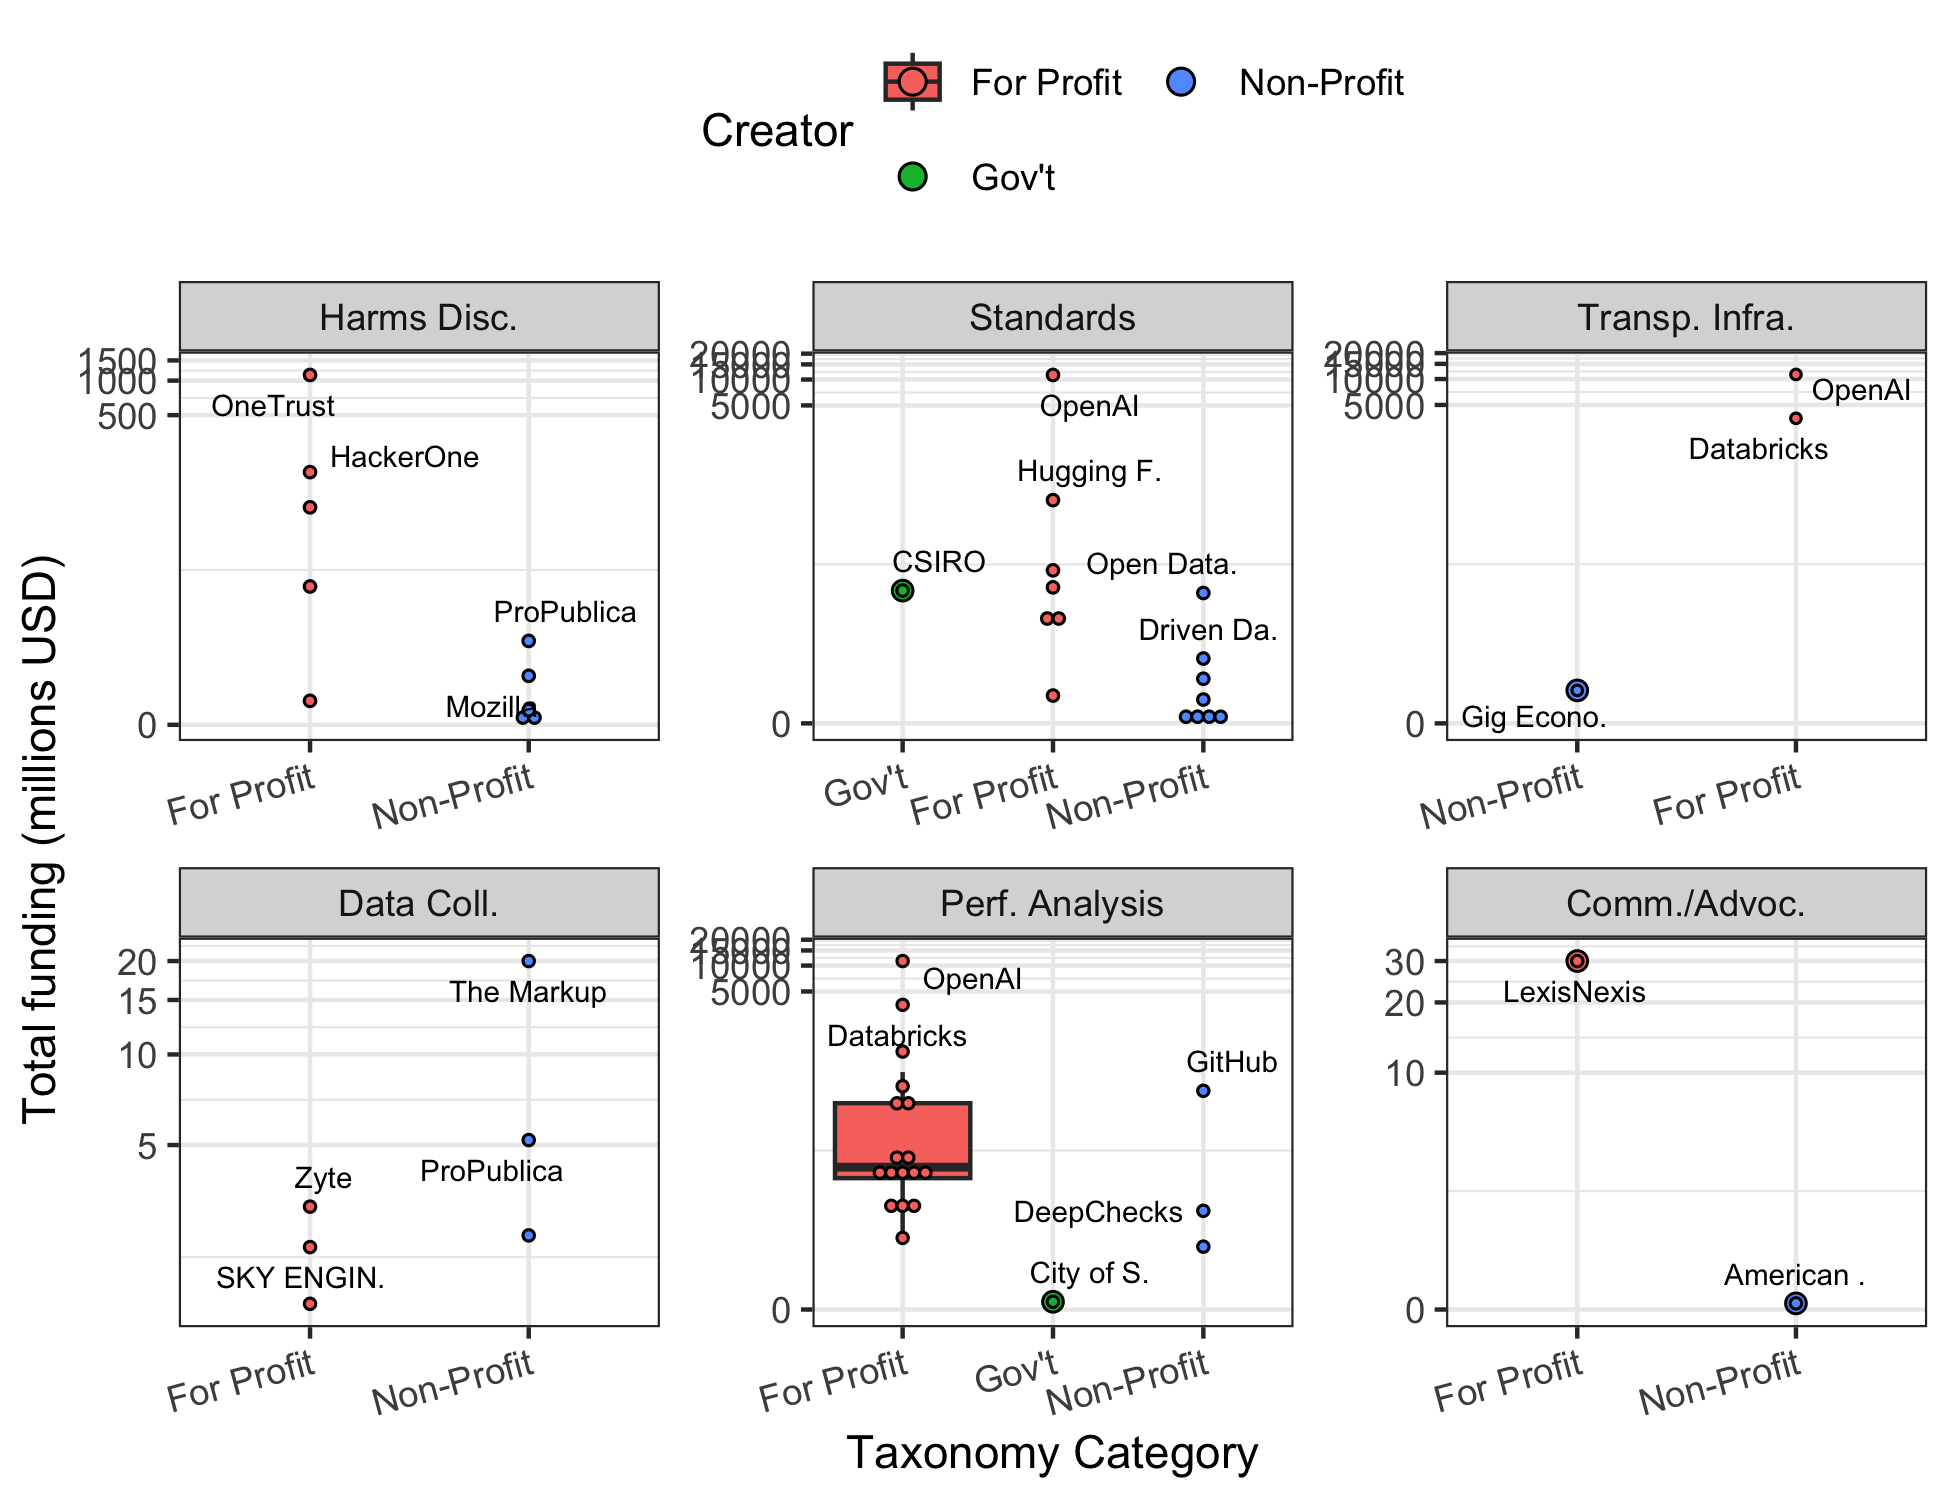 Creator
For Profit
Non-Profit
Gov't
Total funding (millions USD)
Harms Disc.
1500
1000
500
0
OneTrust
HackerOne
ProPublica
Mozilla
For Profit
Non-Profit
Standards
20000
10000
5000
0
OpenAI
Hugging F.
CSIRO
Open Data.
Driven Da.
Gov't
For Profit
Non-Profit
Transp. Infra.
20000
10000
5000
0
OpenAI
Databricks
Gig Econo.
Non-Profit
For Profit
Data Coll.
20
15
10
5
The Markup
Zyte
ProPublica
SKY ENGIN.
For Profit
Non-Profit
Perf. Analysis
20000
10000
5000
0
OpenAI
Databricks
GitHub
DeepChecks
City of S.
For Profit
Gov't
Non-Profit
Comm./Advoc.
30
20
10
0
LexisNexis
American .
For Profit
Non-Profit
Taxonomy Category